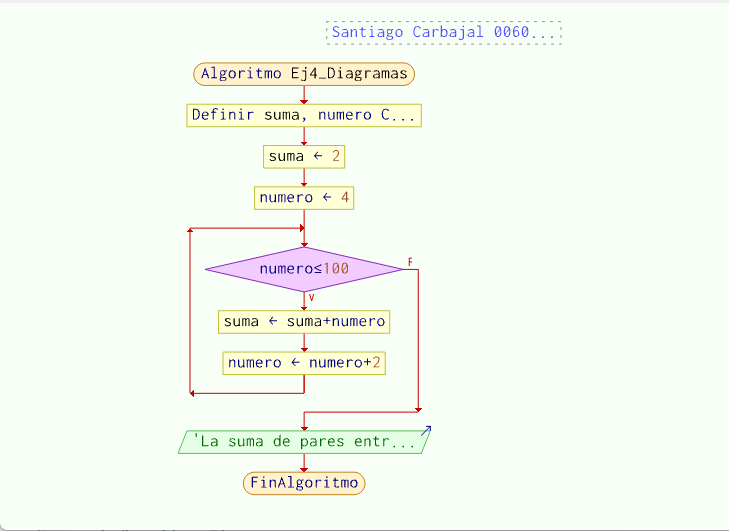 Santiago Carbajal 0060...
Algoritmo Ej4_Diagramas
Definir suma, numero C...
suma ← 2
numero ← 4
numero≤100
F
V
suma ← suma+numero
numero ← numero+2
'La suma de pares entr...
FinAlgoritmo